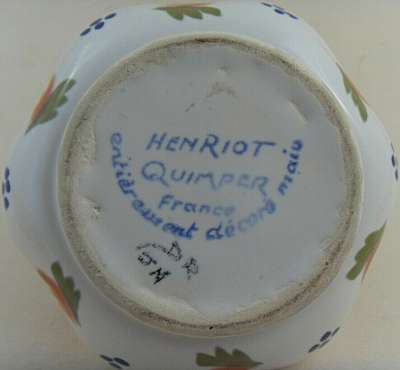 HENRIOT
QUIMPER
France
entièrement décoré main